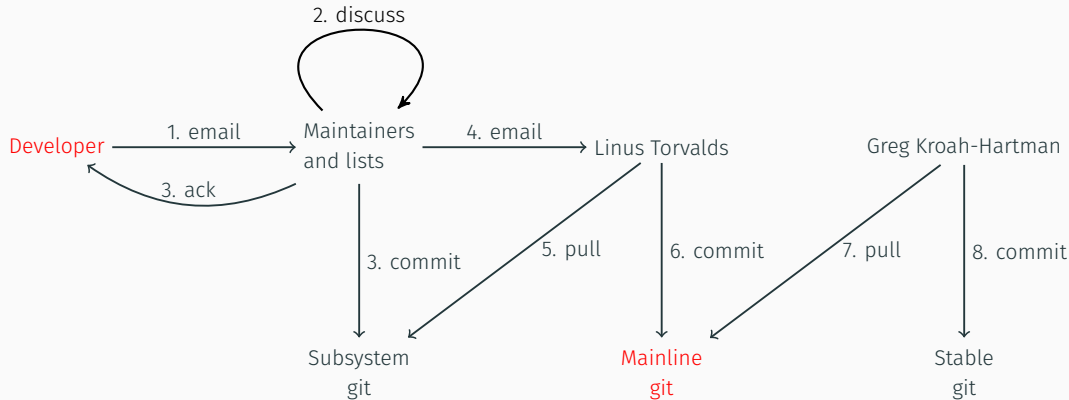 2. discuss
1. email
Maintainers
and lists
4. email
Developer
Linus Torvalds
Greg Kroah-Hartman
3. ack
3. commit
5. pull
6. commit
7. pull
8. commit
Subsystem
git
Mainline
git
Stable
git